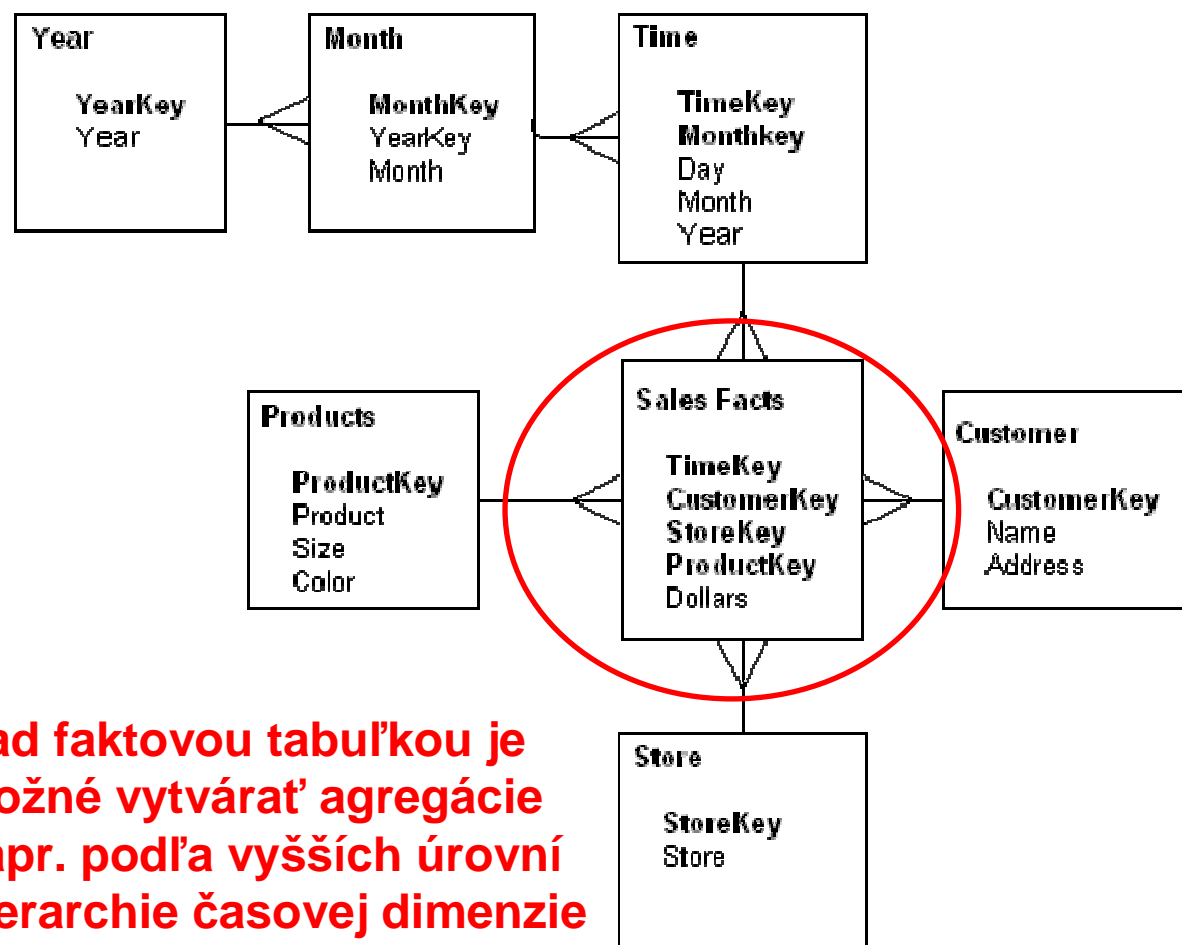 Year
YearKey
Year
Month
MonthKey
YearKey
Month
Time
TimeKey
Monthkey
Day
Month
Year
Products
ProductKey
Product
Size
Color
Sales Facts
TimeKey
CustomerKey
StoreKey
ProductKey
Dollars
Customer
CustomerKey
Name
Address
Store
StoreKey
Store
ad faktovou tabuľkou je
ožné vytvárať agregácie
apr. podľa vyšších úrovní
erarchie časovej dimenzie